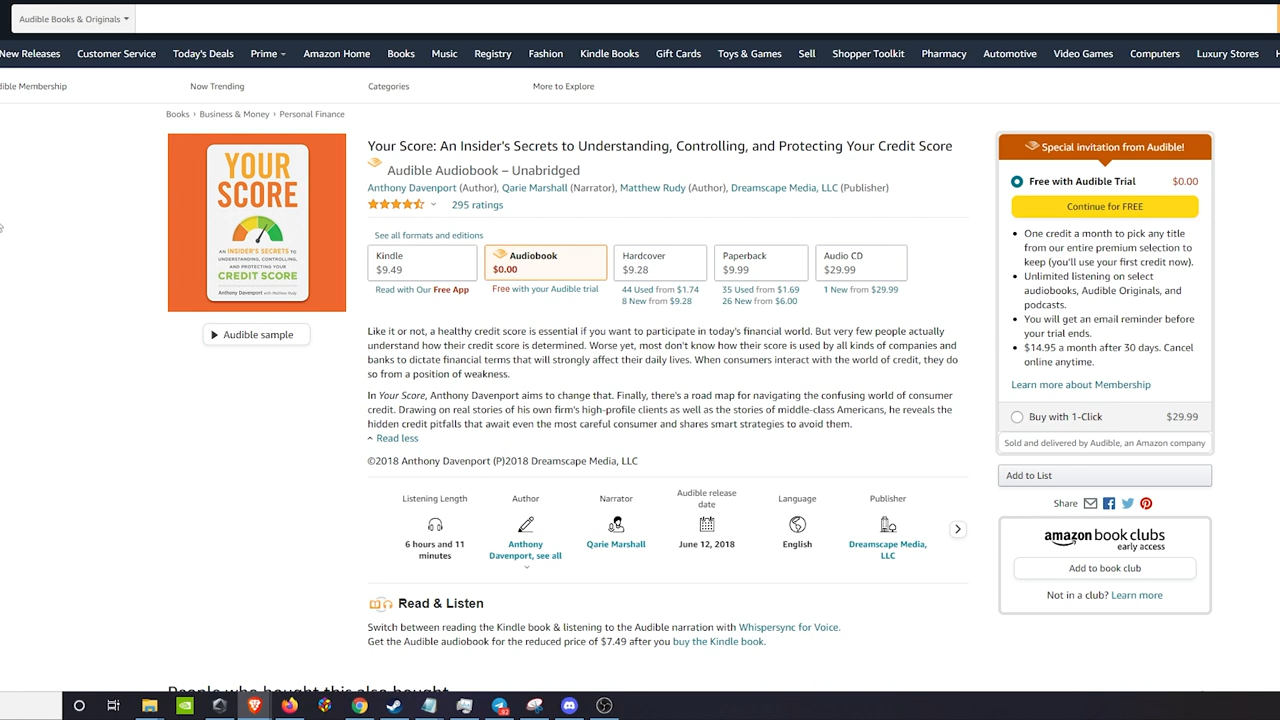 Audible Books & Originals
New Releases Customer Service Today's Deals Prime Amazon Home Books Music Registry Fashion Kindle Books Gift Cards Toys & Games Sell Shopper Toolkit Pharmacy Automotive Video Games Computers Luxury Stores
Membership Now Trending Categories More to Explore
Books › Business & Money › Personal Finance
YOUR
SCORE
AN INSIDER'S SECRETS TO
UNDERSTANDING,
CONTROLLING,
AND PROTECTING YOUR
CREDIT SCORE
Anthony Davenport with Matthew Rudy
Audible sample
Your Score: An Insider's Secrets to Understanding, Controlling, and Protecting Your Credit Score
Audible Audiobook – Unabridged
Anthony Davenport (Author), Qarie Marshall (Narrator), Matthew Rudy (Author), Dreamscape Media, LLC (Publisher)
295 ratings
See all formats and editions
Kindle Audiobook Hardcover Paperback Audio CD
$9.49 $0.00 $9.28 $9.99 $29.99
Read with Our Free App Free with your Audible trial 44 Used from $1.74 35 Used from $1.69 1 New from $29.99
8 New from $9.28 26 New from $6.00
Like it or not, a healthy credit score is essential if you want to participate in today's financial world. But very few people actually
understand how their credit score is determined. Worse yet, most don't know how their score is used by all kinds of companies and
banks to dictate financial terms that will strongly affect their daily lives. When consumers interact with the world of credit, they do
so from a position of weakness.
In Your Score, Anthony Davenport aims to change that. Finally, there's a road map for navigating the confusing world of consumer
credit. Drawing on real stories of his own firm's high-profile clients as well as the stories of middle-class Americans, he reveals the
hidden credit pitfalls that await even the most careful consumer and shares smart strategies to avoid them.
Read less
©2018 Anthony Davenport (P)2018 Dreamscape Media, LLC
Listening Length Author Narrator Audible release date Language Publisher
6 hours and 11 minutes Anthony Davenport, see all Qarie Marshall June 12, 2018 English Dreamscape Media, LLC
Read & Listen
Switch between reading the Kindle book & listening to the Audible narration with Whispersync for Voice.
Get the Audible audiobook for the reduced price of $7.49 after you buy the Kindle book.
Special invitation from Audible!
Free with Audible Trial $0.00
Continue for FREE
One credit a month to pick any title
from our entire premium selection to
keep (you'll use your first credit now).
Unlimited listening on select
audiobooks, Audible Originals, and
podcasts.
You will get an email reminder before
your trial ends.
$14.95 a month after 30 days. Cancel
online anytime.
Learn more about Membership
Buy with 1-Click $29.99
Sold and delivered by Audible, an Amazon company
Add to List
Share
amazon book clubs
early access
Add to book club
Not in a club? Learn more
People who bought this also bought